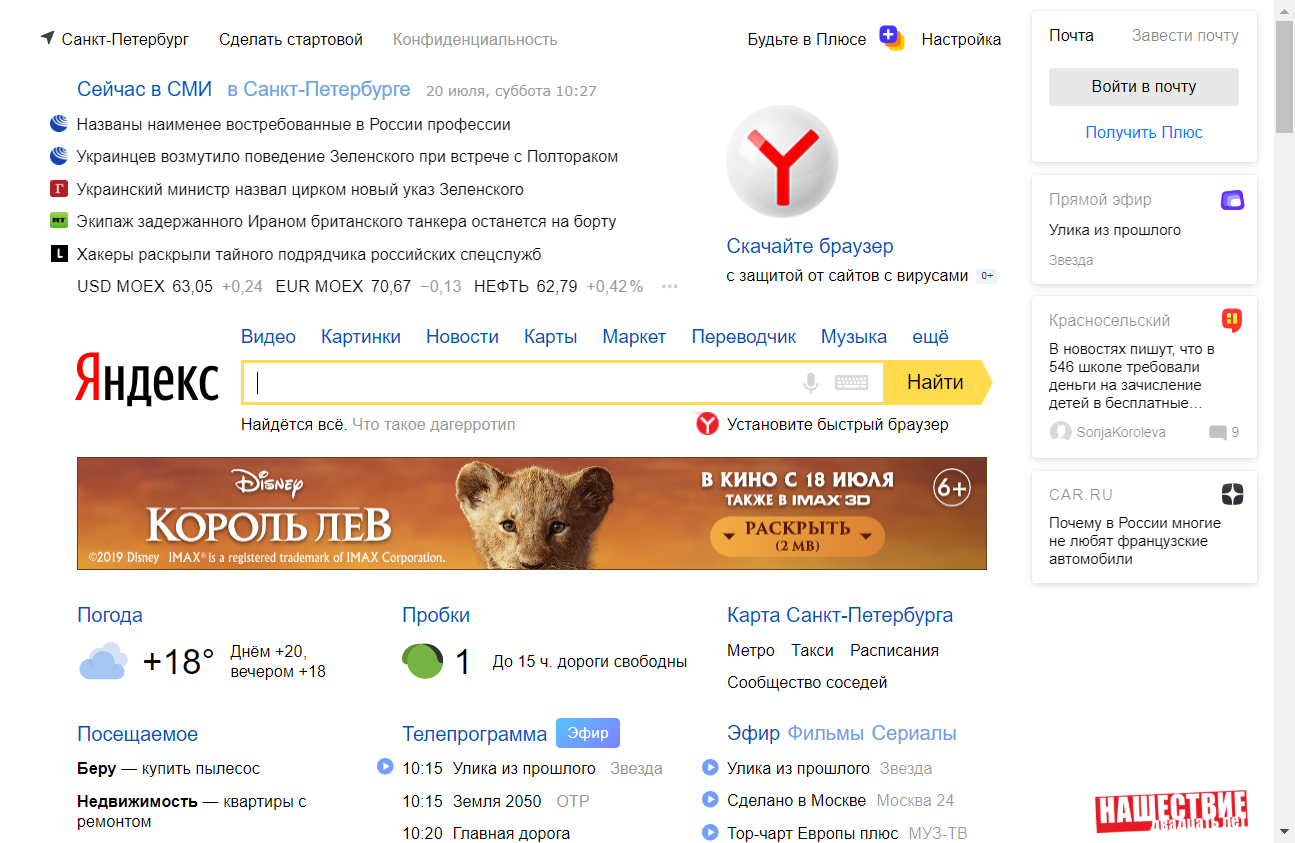 Санкт-Петербург Сделать стартовой Конфиденциальность Будьте в Плюсе Настройка
Сейчас в СМИ в Санкт-Петербурге 20 июля, суббота 10:27
Названы наименее востребованные в России профессии
Украинцев возмутило поведение Зеленского при встрече с Полтораком
Г Украинский министр назвал цирком новый указ Зеленского
RT Экипаж задержанного Ираном британского танкера останется на борту
L Хакеры раскрыли тайного подрядчика российских спецслужб
USD MOEX 63,05 +0,24 EUR MOEX 70,67 −0,13 НЕФТЬ 62,79 +0,42%
Скачайте браузер
с защитой от сайтов с вирусами 0+
Почта Завести почту
Войти в почту
Получить Плюс
Прямой эфир
Улика из прошлого
Звезда
Красносельский
В новостях пишут, что в
546 школе требовали
деньги на зачисление
детей в бесплатные…
SonjaKoroleva 9
CAR.RU
Почему в России многие
не любят французские
автомобили
Видео Картинки Новости Карты Маркет Переводчик Музыка ещё
Яндекс Найти
Найдётся всё. Что такое дагерротип Установите быстрый браузер
Disney
КОРОЛЬ ЛЕВ
©2019 Disney IMAX® is a registered trademark of IMAX Corporation.
В КИНО С 18 ИЮЛЯ
ТАКЖЕ В IMAX 3D
6+
РАСКРЫТЬ
(2 MB)
Погода
+18° Днём +20,
вечером +18
Пробки
1 До 15 ч. дороги свободны
Карта Санкт-Петербурга
Метро Такси Расписания
Сообщество соседей
Посещаемое
Беру — купить пылесос
Недвижимость — квартиры с
ремонтом
Телепрограмма Эфир
10:15 Улика из прошлого Звезда
10:15 Земля 2050 ОТР
10:20 Главная дорога
Эфир Фильмы Сериалы
Улика из прошлого Звезда
Сделано в Москве Москва 24
Тор-чарт Европы плюс МУЗ-ТВ
НАШЕСТВИЕ
двадцать лет